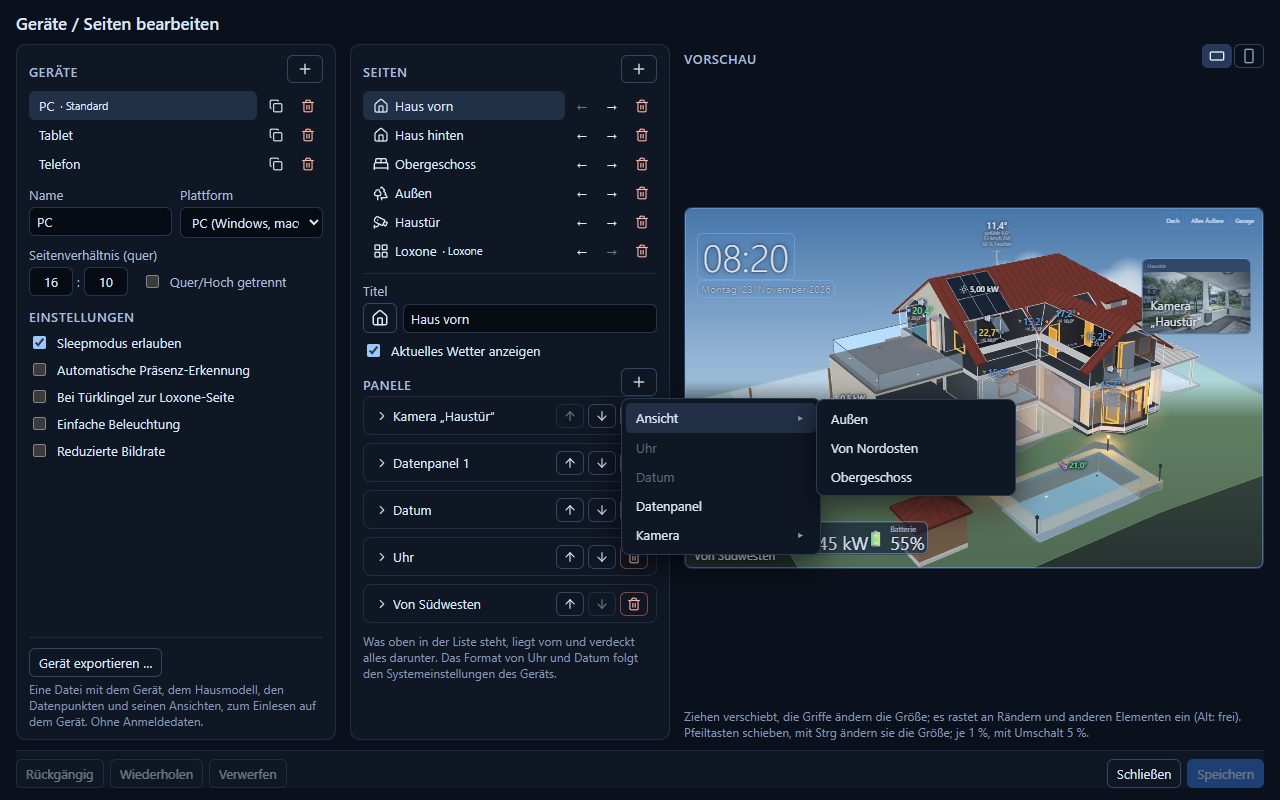 Geräte / Seiten bearbeiten
GERÄTE
PC · Standard
Tablet
Telefon
Name
Plattform
PC
PC (Windows, mac
Seitenverhältnis (quer)
16 : 10
Quer/Hoch getrennt
EINSTELLUNGEN
Sleepmodus erlauben
Automatische Präsenz-Erkennung
Bei Türklingel zur Loxone-Seite
Einfache Beleuchtung
Reduzierte Bildrate
Gerät exportieren ...
Eine Datei mit dem Gerät, dem Hausmodell, den
Datenpunkten und seinen Ansichten, zum Einlesen auf
dem Gerät. Ohne Anmeldedaten.
SEITEN
Haus vorn
Haus hinten
Obergeschoss
Außen
Haustür
Loxone · Loxone
Titel
Haus vorn
Aktuelles Wetter anzeigen
PANELE
Kamera „Haustür“
Datenpanel 1
Datum
Uhr
Von Südwesten
Was oben in der Liste steht, liegt vorn und verdeckt
alles darunter. Das Format von Uhr und Datum folgt
den Systemeinstellungen des Geräts.
Ansicht
Uhr
Datum
Datenpanel
Kamera
Außen
Von Nordosten
Obergeschoss
VORSCHAU
Dach
Alles Äußere
Garage
11,4°
08:20
Montag, 23. November 2026
Haustür
Kamera
„Haustür“
5,00 kW
20,4°
22,7°
17,2°
21,0°
45 kW
Batterie
55%
Von Südwesten
Ziehen verschiebt, die Griffe ändern die Größe; es rastet an Rändern und anderen Elementen ein (Alt: frei).
Pfeiltasten schieben, mit Strg ändern sie die Größe; je 1 %, mit Umschalt 5 %.
Rückgängig
Wiederholen
Verwerfen
Schließen
Speichern